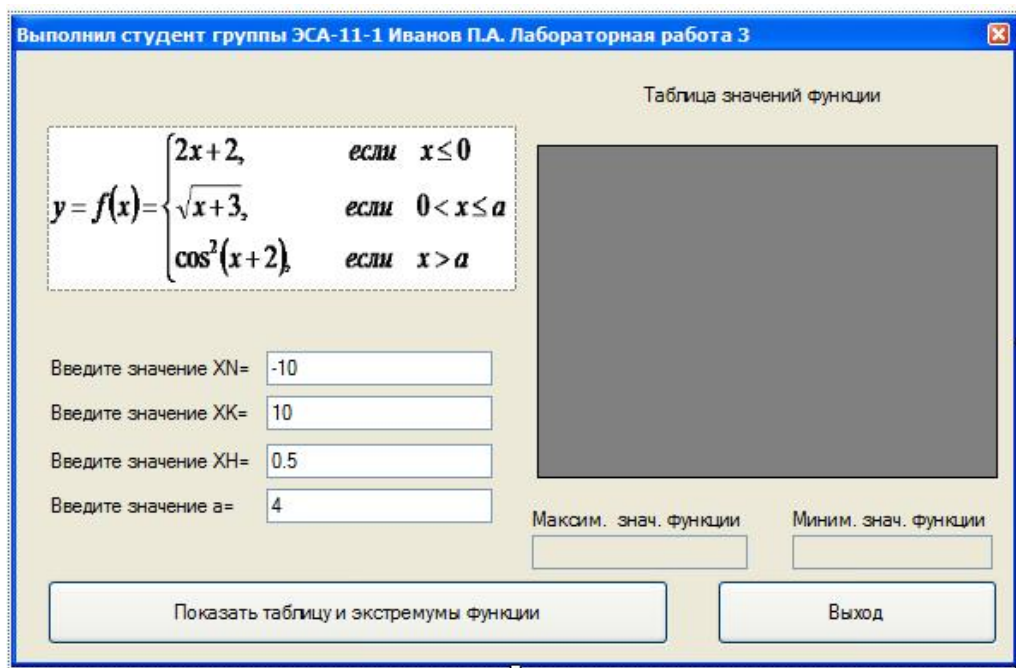 Выполнил студент группы ЭСА-11-1 Иванов П.А. Лабораторная работа 3
Таблица значений функции
2x+2, если x≤0
y=f(x)={√x+3, если 0<x≤a
cos²(x+2), если x>a
Введите значение XN= -10
Введите значение XK= 10
Введите значение XH= 0.5
Введите значение a= 4
Максим. знач. функции Миним. знач. функции
Показать таблицу и экстремумы функции Выход